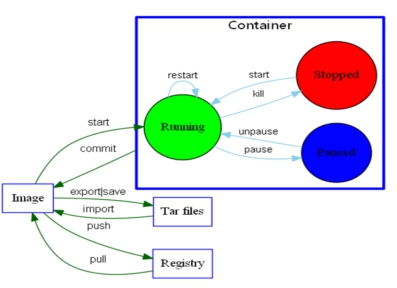 Container
restart
start
Stopped
kill
Running
start
unpause
pause
Paused
commit
Image
export|save
import
Tar files
push
pull
Registry